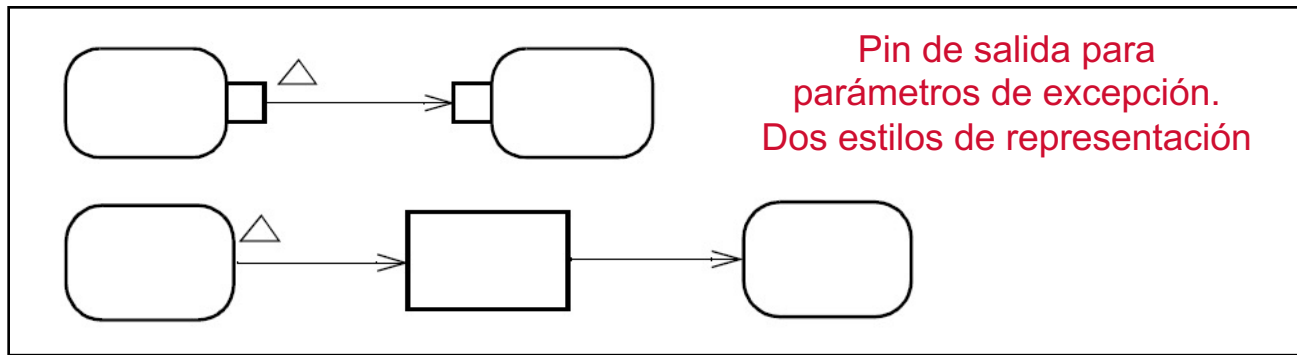 Pin de salida para
parámetros de excepción.
Dos estilos de representación